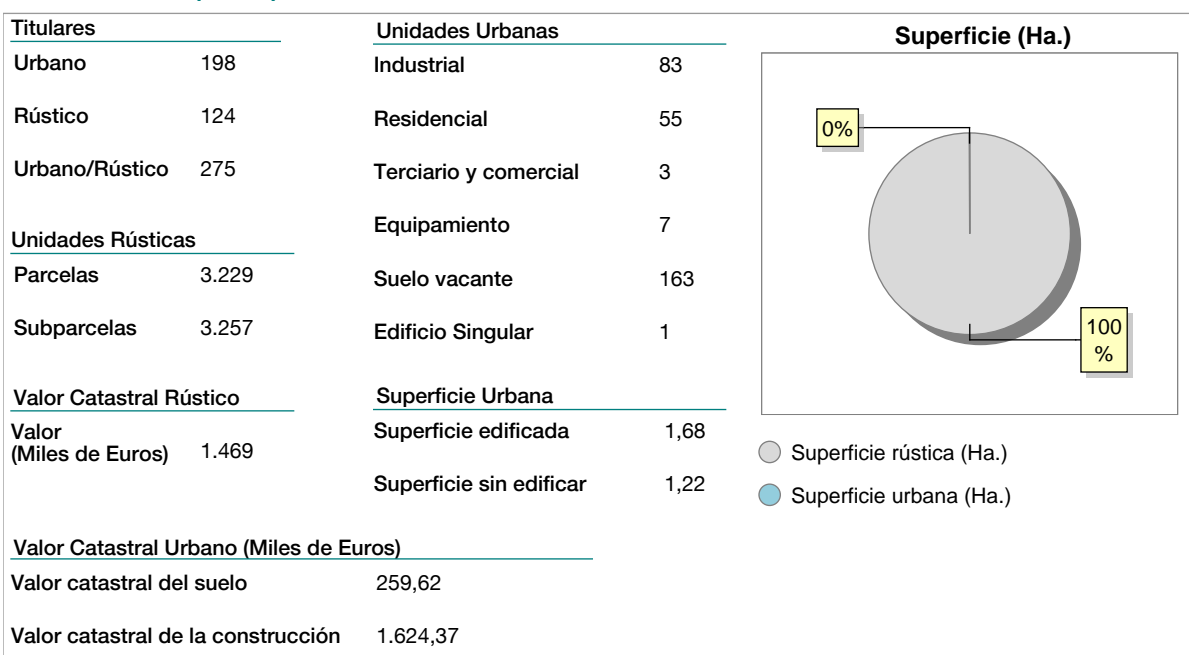 Titulares
Urbano 198
Rústico 124
Urbano/Rústico 275
Unidades Rústicas
Parcelas 3.229
Subparcelas 3.257
Valor Catastral Rústico
Valor
(Miles de Euros) 1.469
Unidades Urbanas
Industrial 83
Residencial 55
Terciario y comercial 3
Equipamiento 7
Suelo vacante 163
Edificio Singular 1
Superficie Urbana
Superficie edificada 1,68
Superficie sin edificar 1,22
Valor Catastral Urbano (Miles de Euros)
Valor catastral del suelo 259,62
Valor catastral de la construcción 1.624,37
Superficie (Ha.)
0%
100
%
Superficie rústica (Ha.)
Superficie urbana (Ha.)